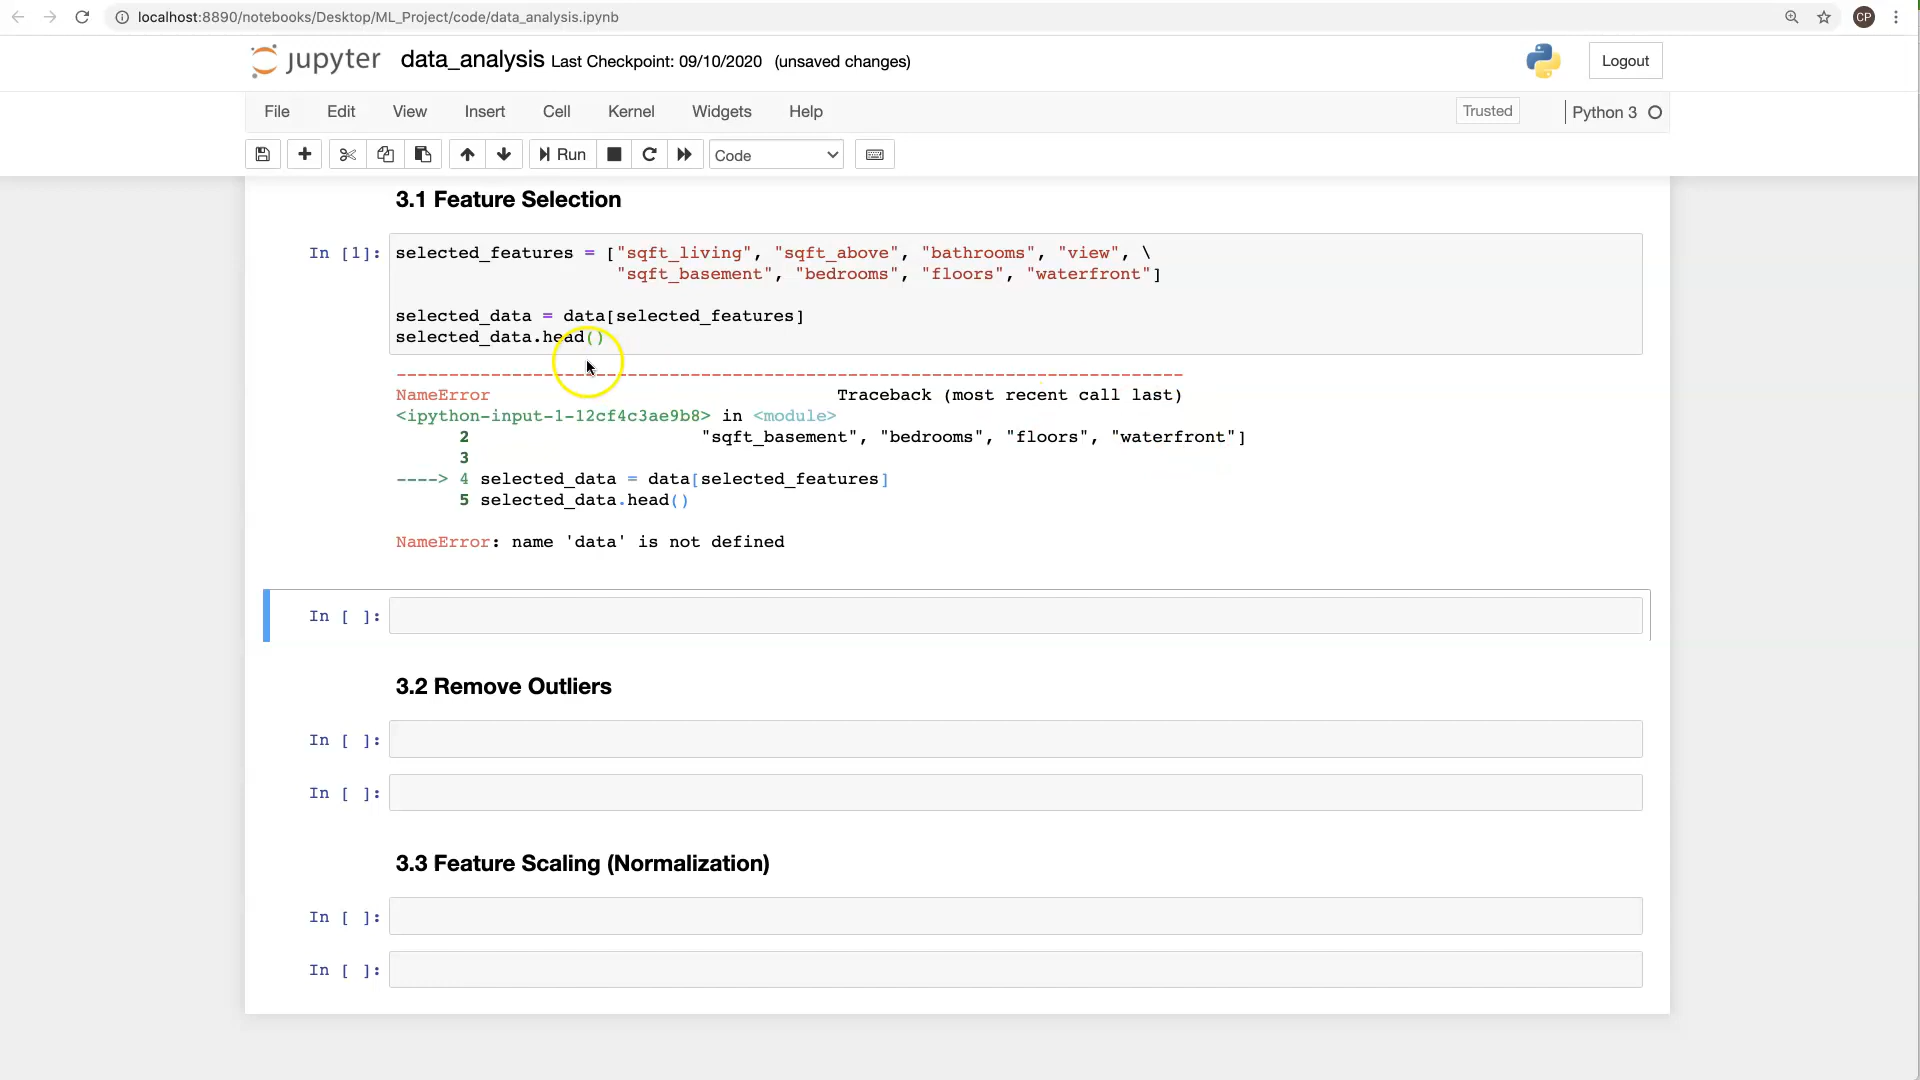 localhost:8890/notebooks/Desktop/ML_Project/code/data_analysis.ipynb
CP
jupyter data_analysis Last Checkpoint: 09/10/2020 (unsaved changes)
Logout
File Edit View Insert Cell Kernel Widgets Help
Trusted
Python 3
Run
Code
3.1 Feature Selection
In [1]: selected_features = ["sqft_living", "sqft_above", "bathrooms", "view", \
"sqft_basement", "bedrooms", "floors", "waterfront"]
selected_data = data[selected_features]
selected_data.head()
---------------------------------------------------------------------------
NameError Traceback (most recent call last)
<ipython-input-1-12cf4c3ae9b8> in <module>
2 "sqft_basement", "bedrooms", "floors", "waterfront"]
3
----> 4 selected_data = data[selected_features]
5 selected_data.head()
NameError: name 'data' is not defined
In [ ]:
3.2 Remove Outliers
In [ ]:
In [ ]:
3.3 Feature Scaling (Normalization)
In [ ]:
In [ ]: